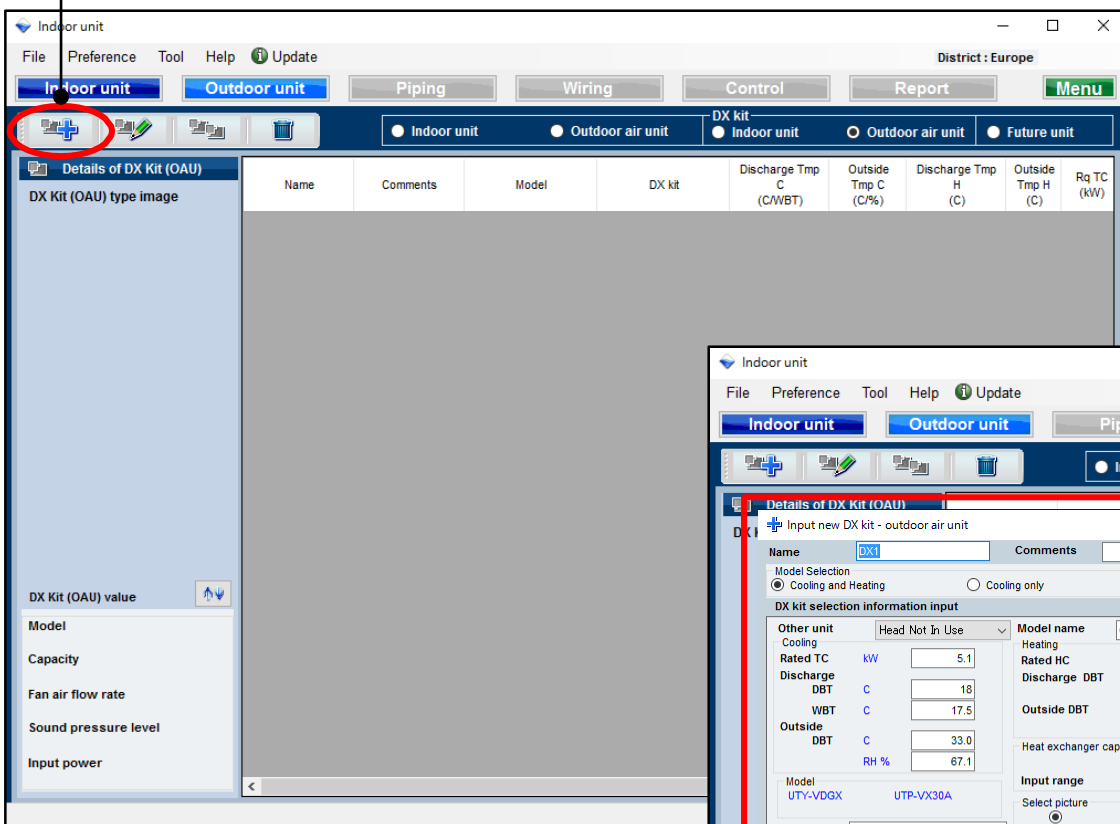 Indoor unit
File Preference Tool Help Update
District : Europe
Indoor unit Outdoor unit Piping Wiring Control Report Menu
DX kit
Indoor unit Outdoor air unit Indoor unit Outdoor air unit Future unit
Details of DX Kit (OAU)
DX Kit (OAU) type image
Name Comments Model DX kit Discharge Tmp C (C/WBT) Outside Tmp C (C/%) Discharge Tmp H (C) Outside Tmp H (C) Rq TC (kW)
DX Kit (OAU) value
Model
Capacity
Fan air flow rate
Sound pressure level
Input power
Indoor unit
File Preference Tool Help Update
Indoor unit Outdoor unit
Details of DX Kit (OAU)
Input new DX kit - outdoor air unit
Name DX1 Comments
Model Selection
Cooling and Heating Cooling only
DX kit selection information input
Other unit Head Not In Use Model name
Cooling Heating
Rated TC kW 5.1 Rated HC
Discharge Discharge DBT
DBT C 18
WBT C 17.5 Outside DBT
Outside
DBT C 33.0
Heat exchanger cap
RH % 67.1
Model Input range
UTY-VDGX UTP-VX30A
Select picture